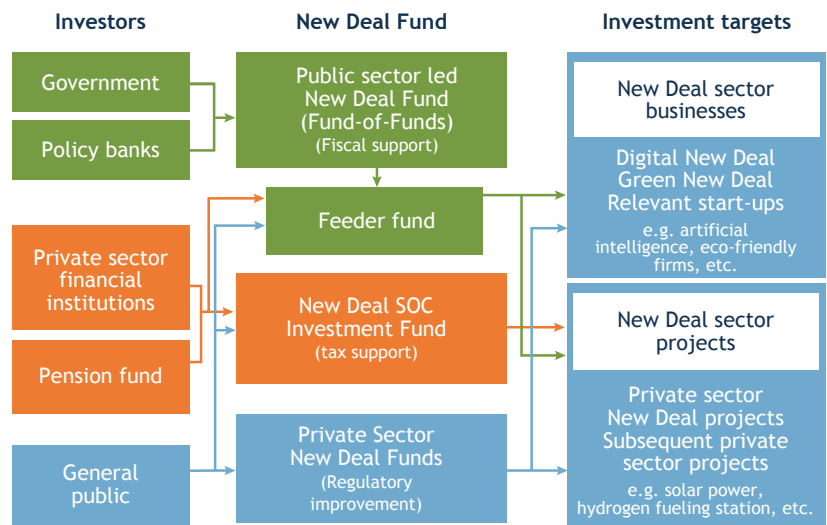 Investors
New Deal Fund
Investment targets
Government
Policy banks
Private sector
financial
institutions
Pension fund
General
public
Public sector led
New Deal Fund
(Fund-of-Funds)
(Fiscal support)
Feeder fund
New Deal SOC
Investment Fund
(tax support)
Private Sector
New Deal Funds
(Regulatory
improvement)
New Deal sector
businesses
Digital New Deal
Green New Deal
Relevant start-ups
e.g. artificial
intelligence, eco-friendly
firms, etc.
New Deal sector
projects
Private sector
New Deal projects
Subsequent private
sector projects
e.g. solar power,
hydrogen fueling station, etc.